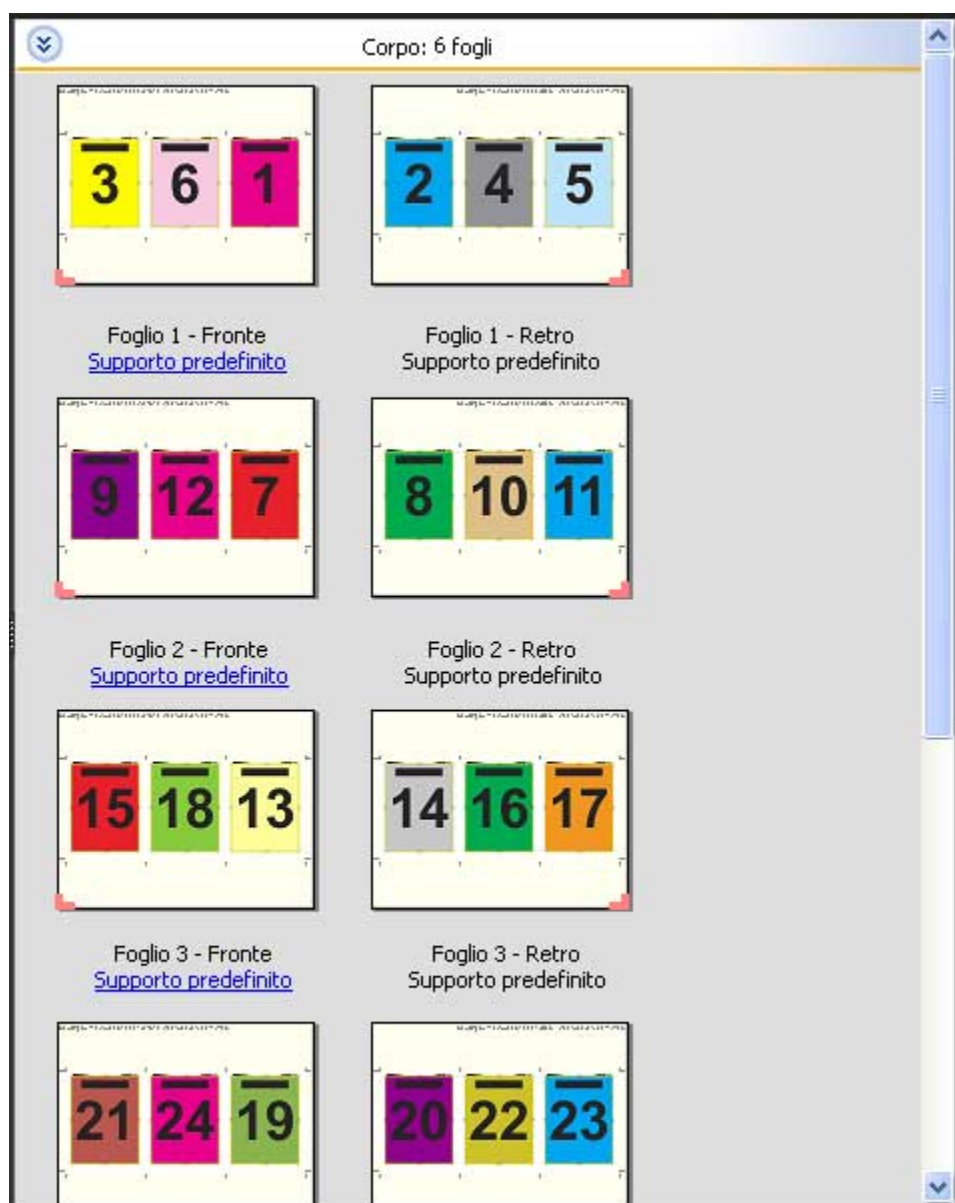 Corpo: 6 fogli
3 6 1
2 4 5
Foglio 1 - Fronte
Supporto predefinito
Foglio 1 - Retro
Supporto predefinito
9 12 7
8 10 11
Foglio 2 - Fronte
Supporto predefinito
Foglio 2 - Retro
Supporto predefinito
15 18 13
14 16 17
Foglio 3 - Fronte
Supporto predefinito
Foglio 3 - Retro
Supporto predefinito
21 24 19
20 22 23